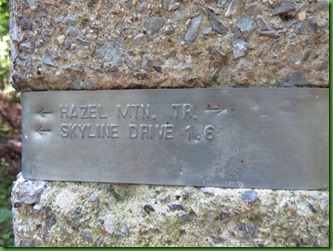 ← HAZEL MTN. TR. →
← SKYLINE DRIVE 1.6